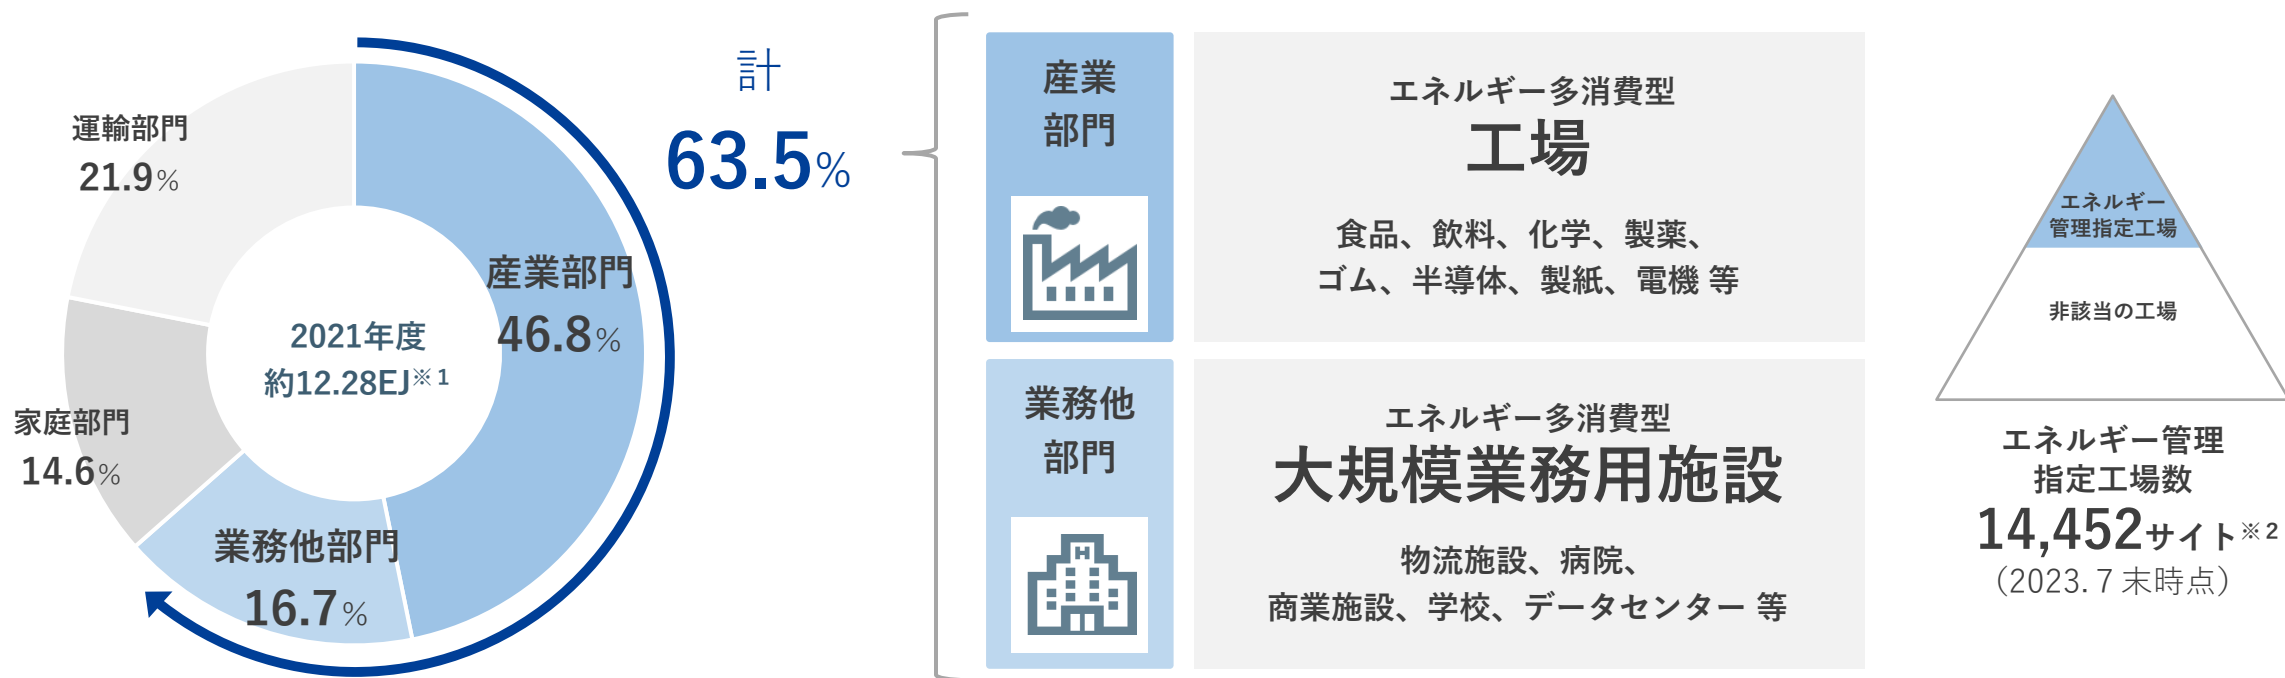 計
63.5%
運輸部門
21.9%
産業部門
46.8%
2021年度
約12.28EJ※1
家庭部門
14.6%
業務他部門
16.7%
産業
部門
エネルギー多消費型
工場
食品、飲料、化学、製薬、
ゴム、半導体、製紙、電機 等
業務他
部門
H
エネルギー多消費型
大規模業務用施設
物流施設、病院、
商業施設、学校、データセンター 等
エネルギー
管理指定工場
非該当の工場
エネルギー管理
指定工場数
14,452サイト※2
（2023.７末時点）